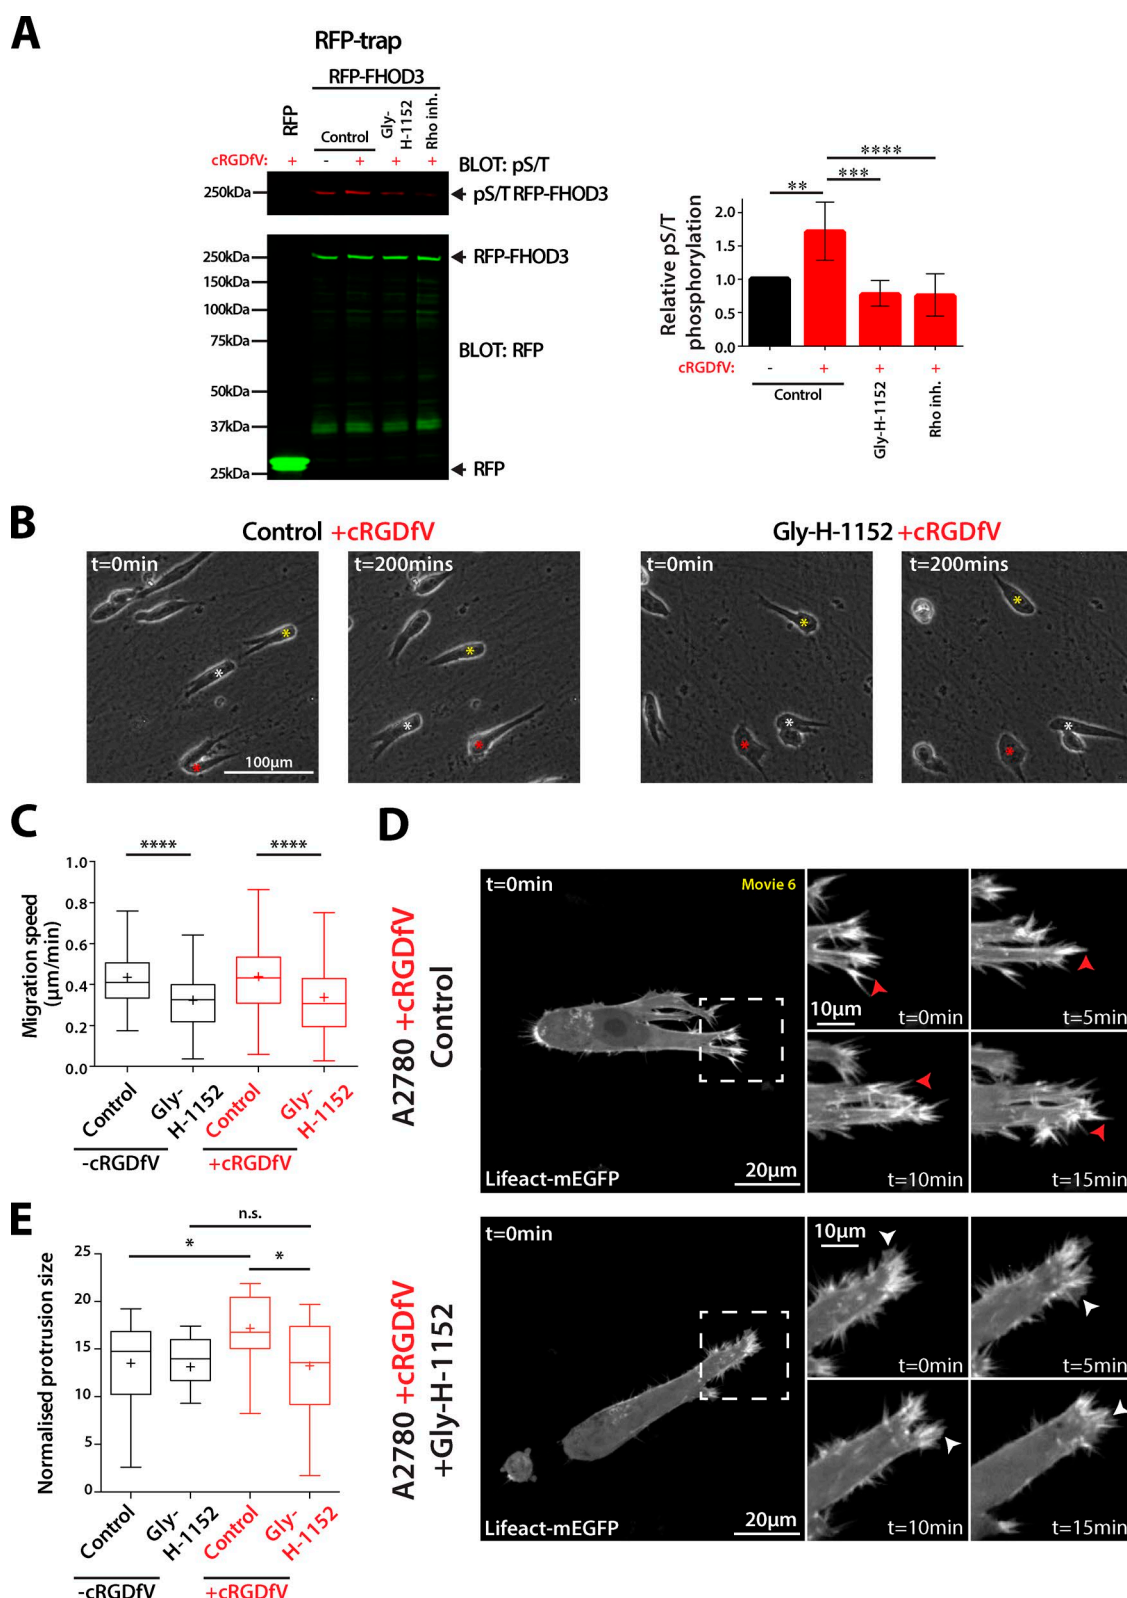 A
RFP-trap
RFP-FHOD3
RFP
Control
Gly-
H-1152
Rho inh.
cRGDfV: + - + + +
BLOT: pS/T
250kDa
pS/T RFP-FHOD3
250kDa
RFP-FHOD3
150kDa
100kDa
75kDa
BLOT: RFP
50kDa
37kDa
25kDa
RFP
Relative pS/T
phosphorylation
2.0
1.5
1.0
0.5
0.0
**
***
****
cRGDfV: - + + +
Control
Gly-H-1152
Rho inh.
B
Control +cRGDfV
Gly-H-1152 +cRGDfV
t=0min
t=200mins
t=0min
t=200mins
* * * * * *
* * * * * *
100µm
C
Migration speed
(µm/min)
1.0
0.8
0.6
0.4
0.2
0.0
****
****
Control
Gly-
H-1152
Control
Gly-
H-1152
-cRGDfV
+cRGDfV
D
A2780 +cRGDfV
Control
t=0min
Movie 6
Lifeact-mEGFP
20µm
10µm
t=0min
t=5min
t=10min
t=15min
A2780 +cRGDfV
+Gly-H-1152
t=0min
Lifeact-mEGFP
20µm
10µm
t=0min
t=5min
t=10min
t=15min
E
Normalised protrusion size
25
20
15
10
5
0
n.s.
*
*
Control
Gly-
H-1152
Control
Gly-
H-1152
-cRGDfV
+cRGDfV